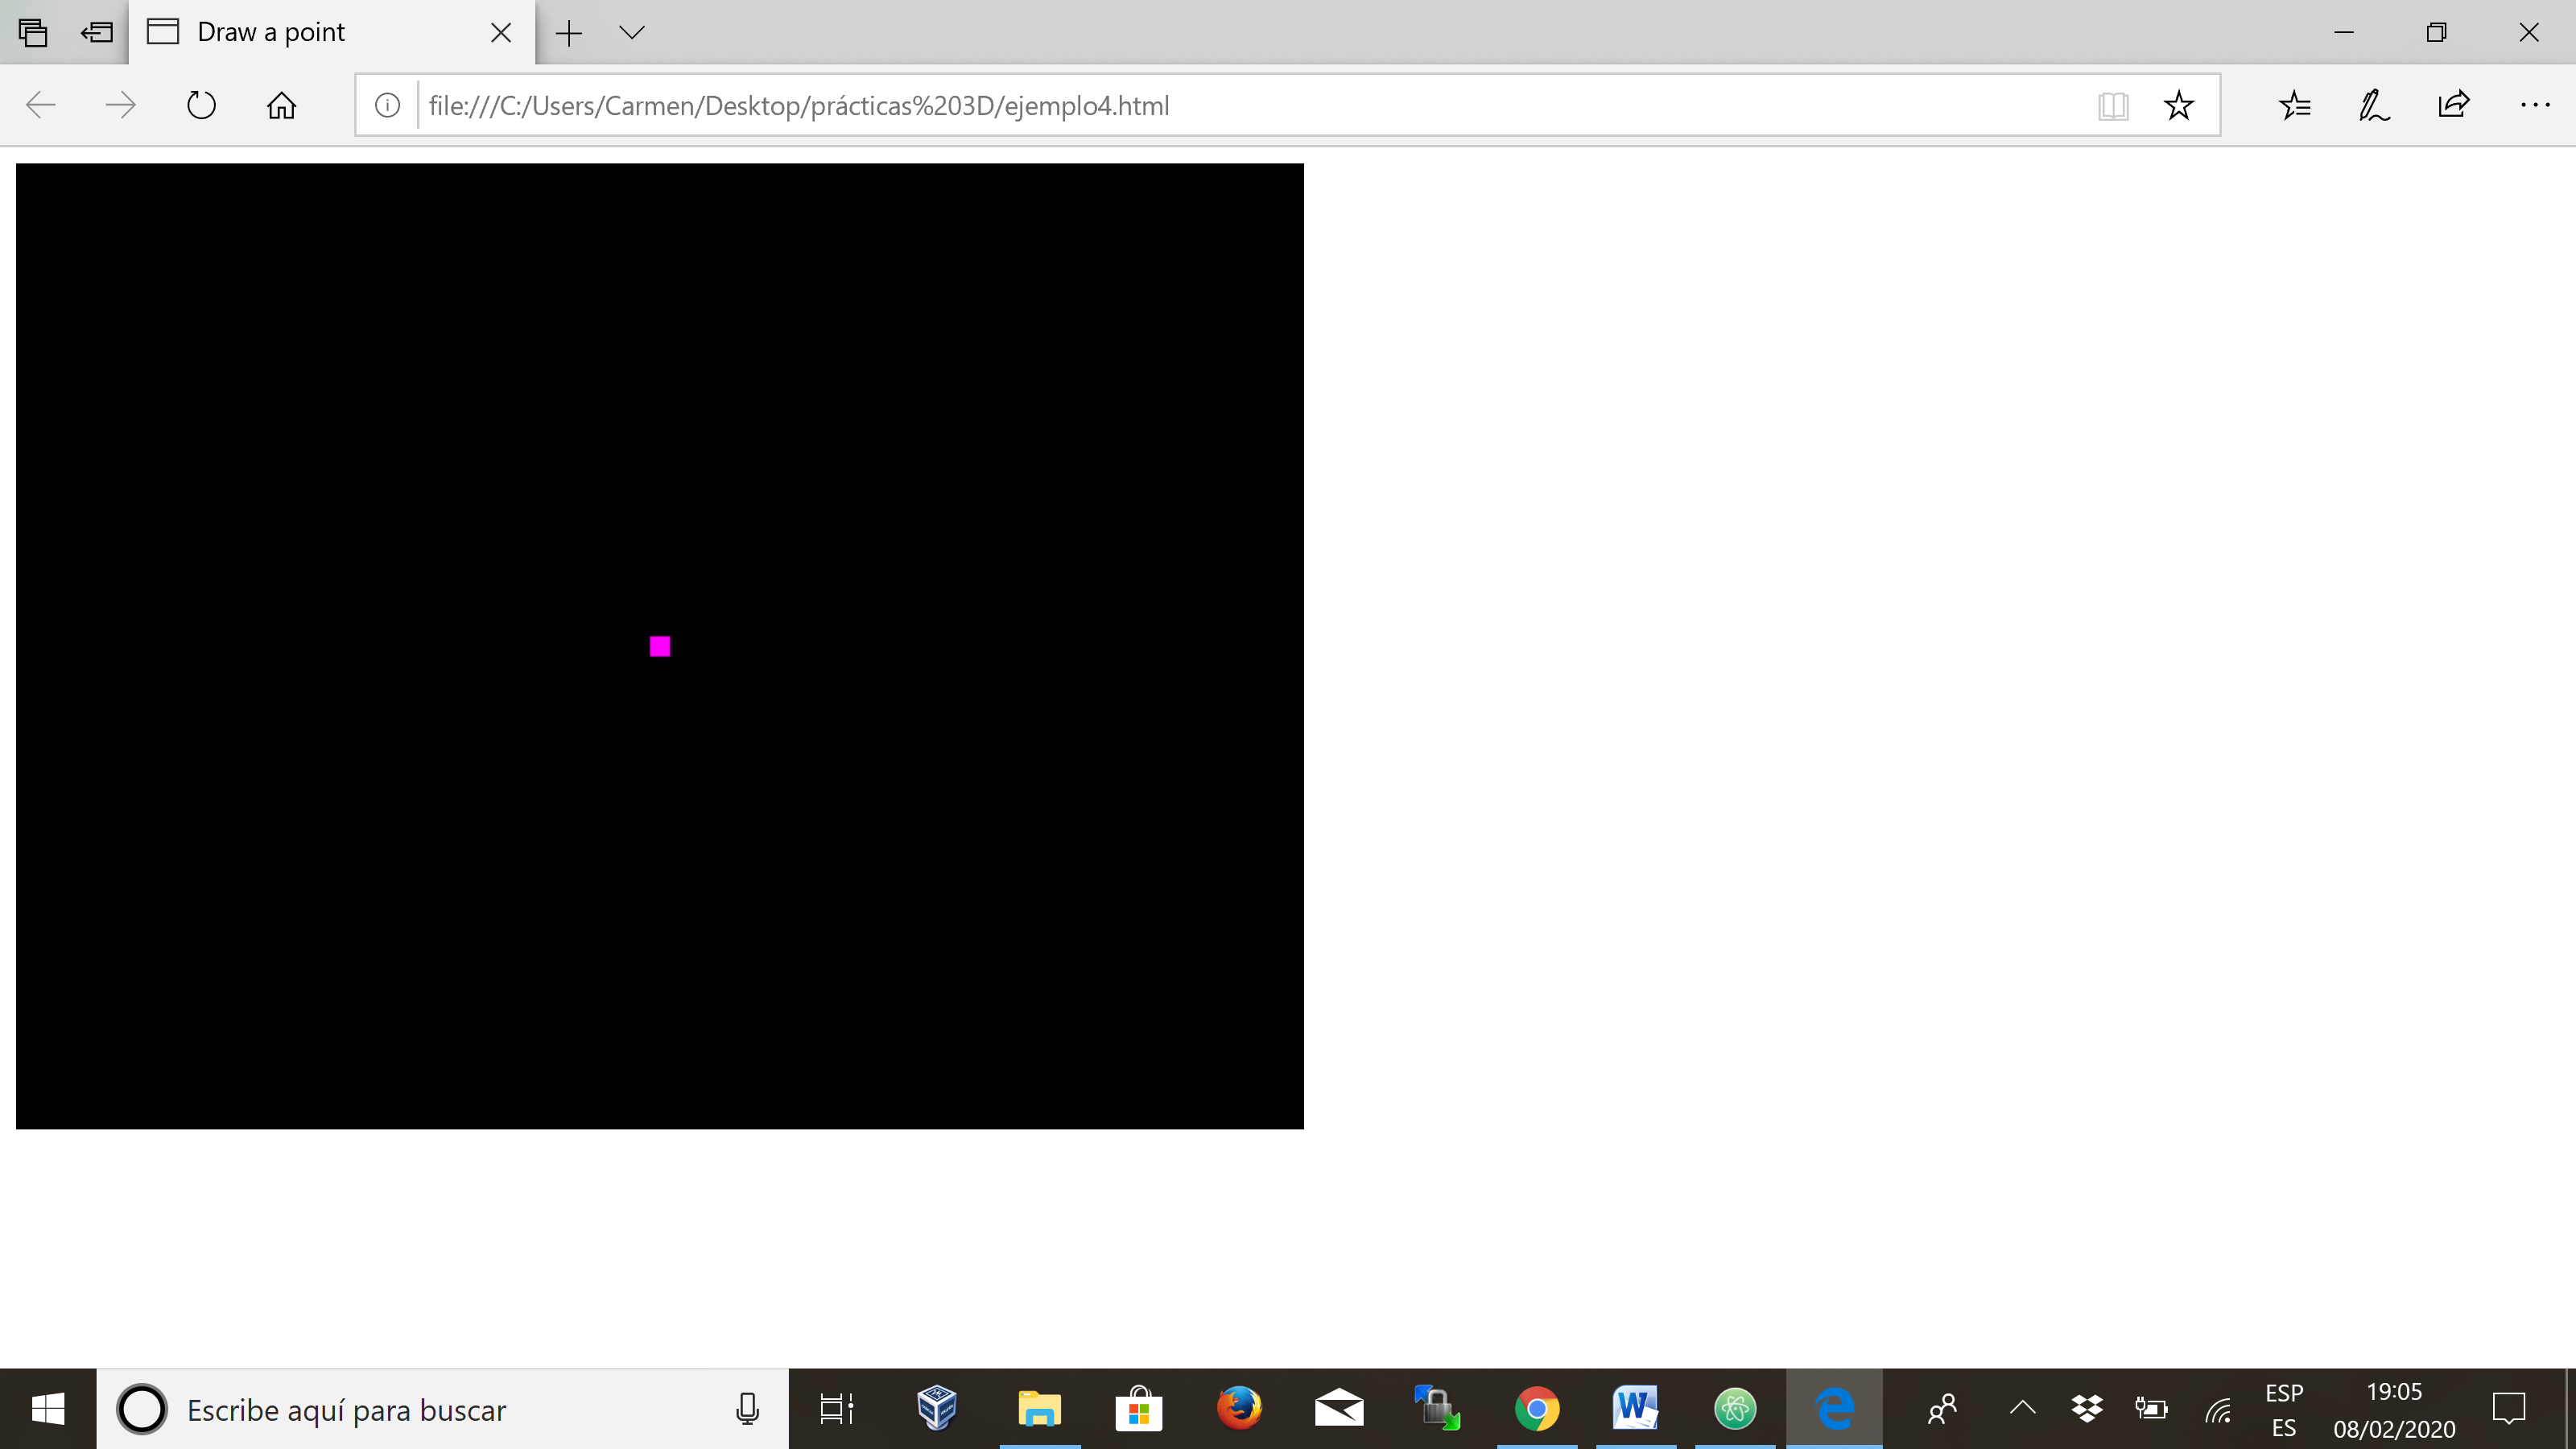 Draw a point
file:///C:/Users/Carmen/Desktop/prácticas%203D/ejemplo4.html
Escribe aquí para buscar
ESP
ES
19:05
08/02/2020